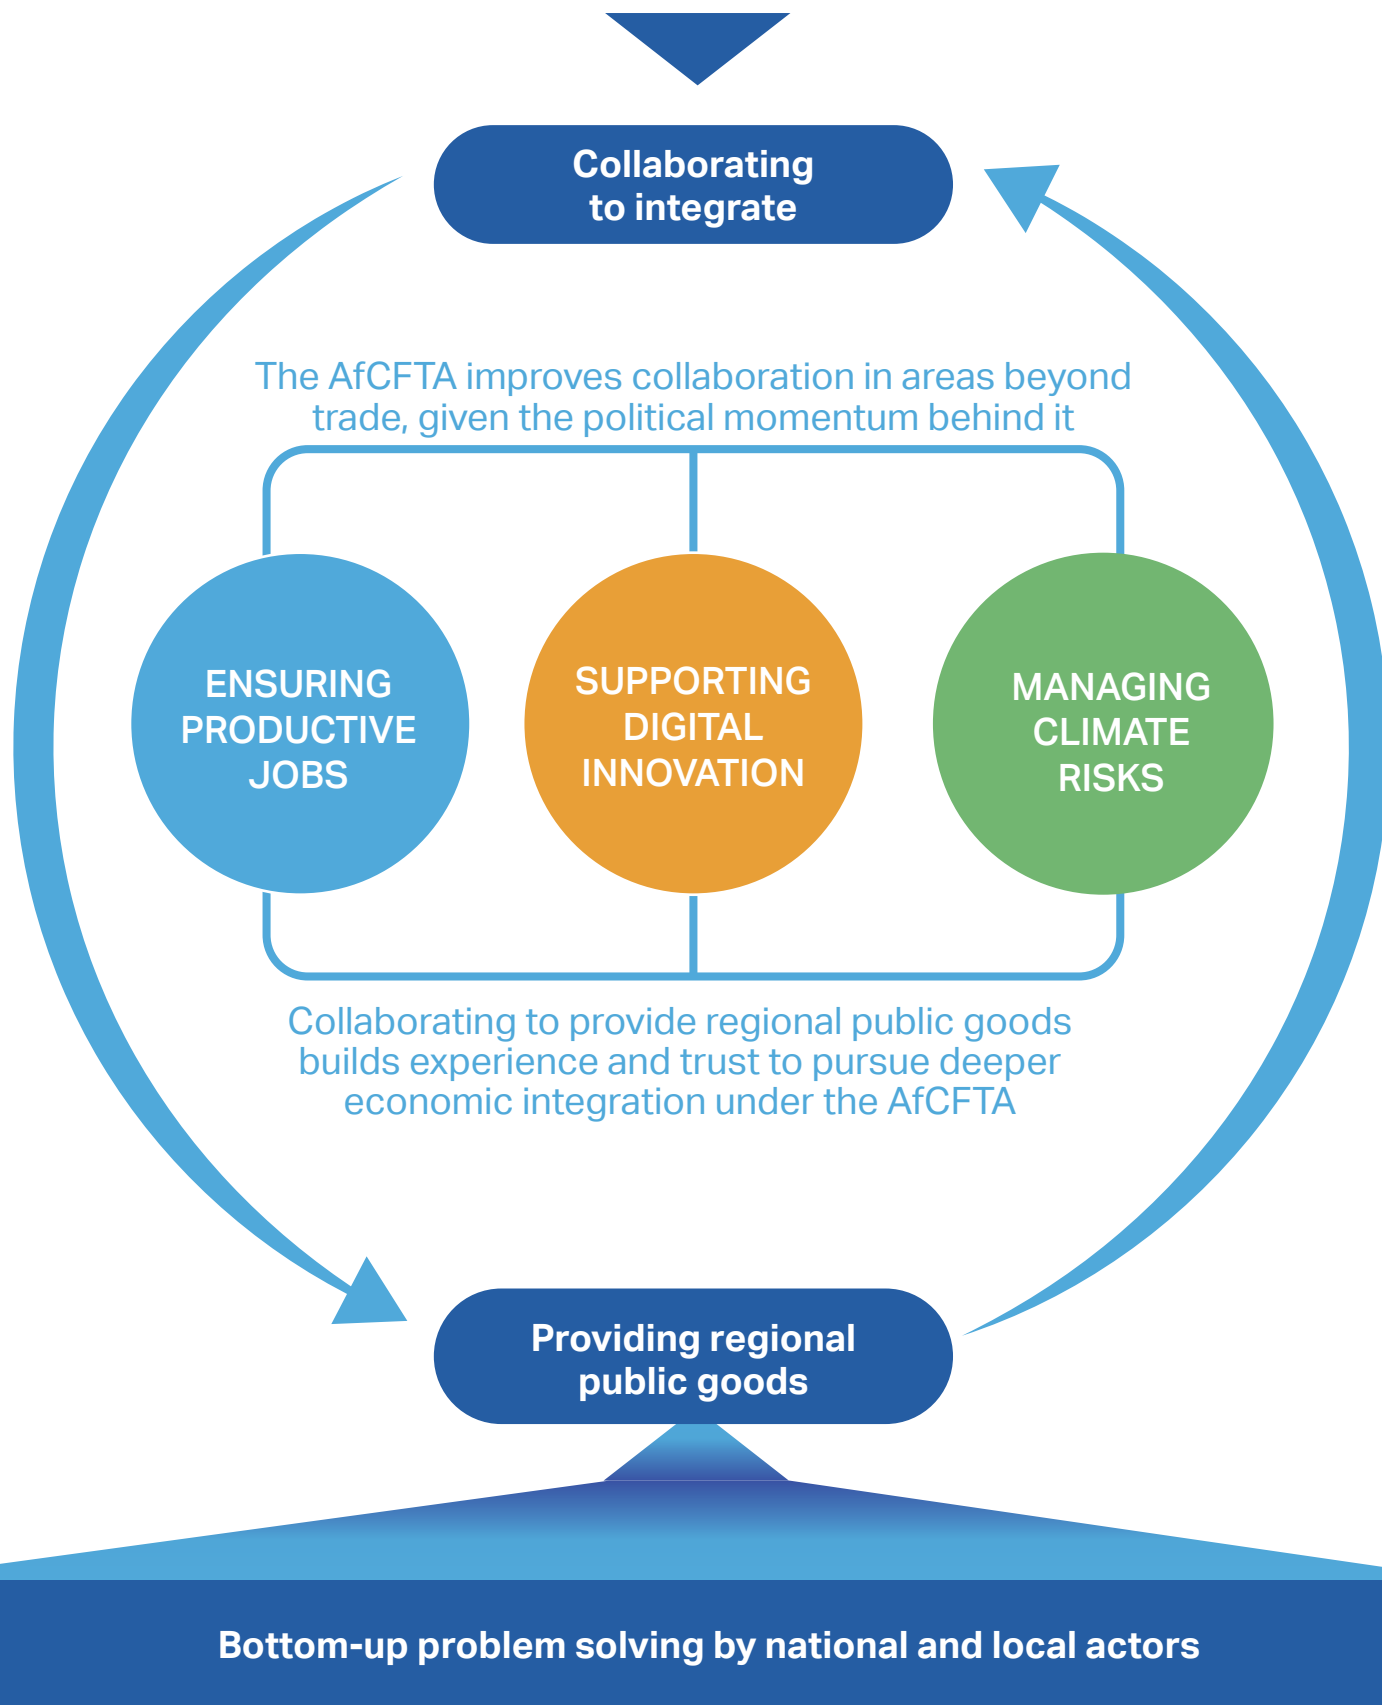 Collaborating
to integrate
The AfCFTA improves collaboration in areas beyond
trade, given the political momentum behind it
ENSURING
PRODUCTIVE
JOBS
SUPPORTING
DIGITAL
INNOVATION
MANAGING
CLIMATE
RISKS
Collaborating to provide regional public goods
builds experience and trust to pursue deeper
economic integration under the AfCFTA
Providing regional
public goods
Bottom-up problem solving by national and local actors